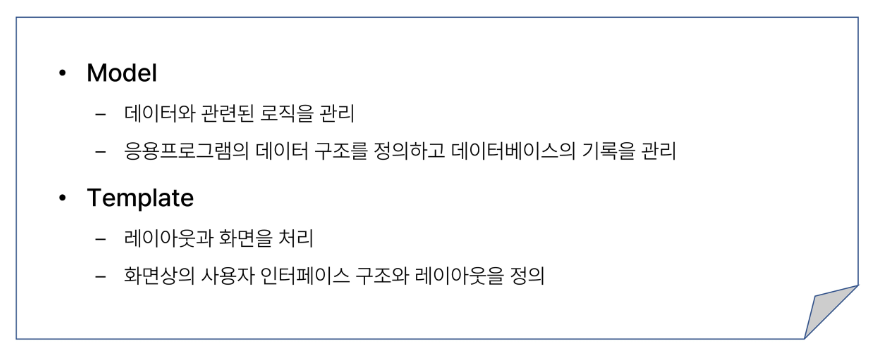 • Model
– 데이터와 관련된 로직을 관리
– 응용프로그램의 데이터 구조를 정의하고 데이터베이스의 기록을 관리
• Template
– 레이아웃과 화면을 처리
– 화면상의 사용자 인터페이스 구조와 레이아웃을 정의